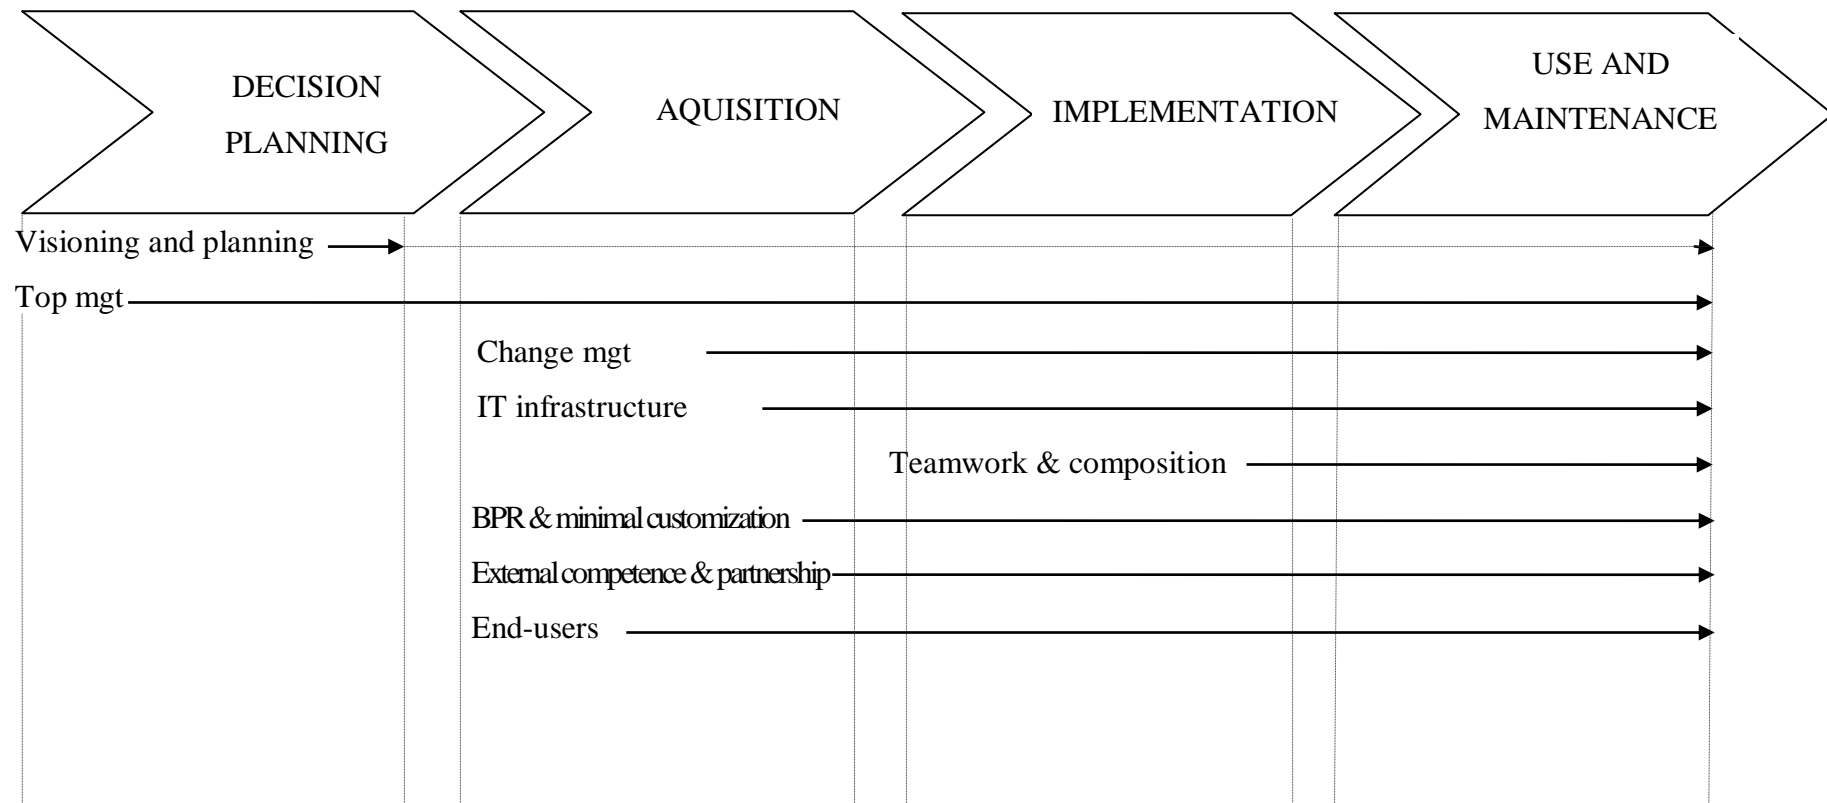 DECISION
PLANNING
AQUISITION
IMPLEMENTATION
USE AND
MAINTENANCE
Visioning and planning
Top mgt
Change mgt
IT infrastructure
Teamwork & composition
BPR & minimal customization
External competence & partnership
End-users